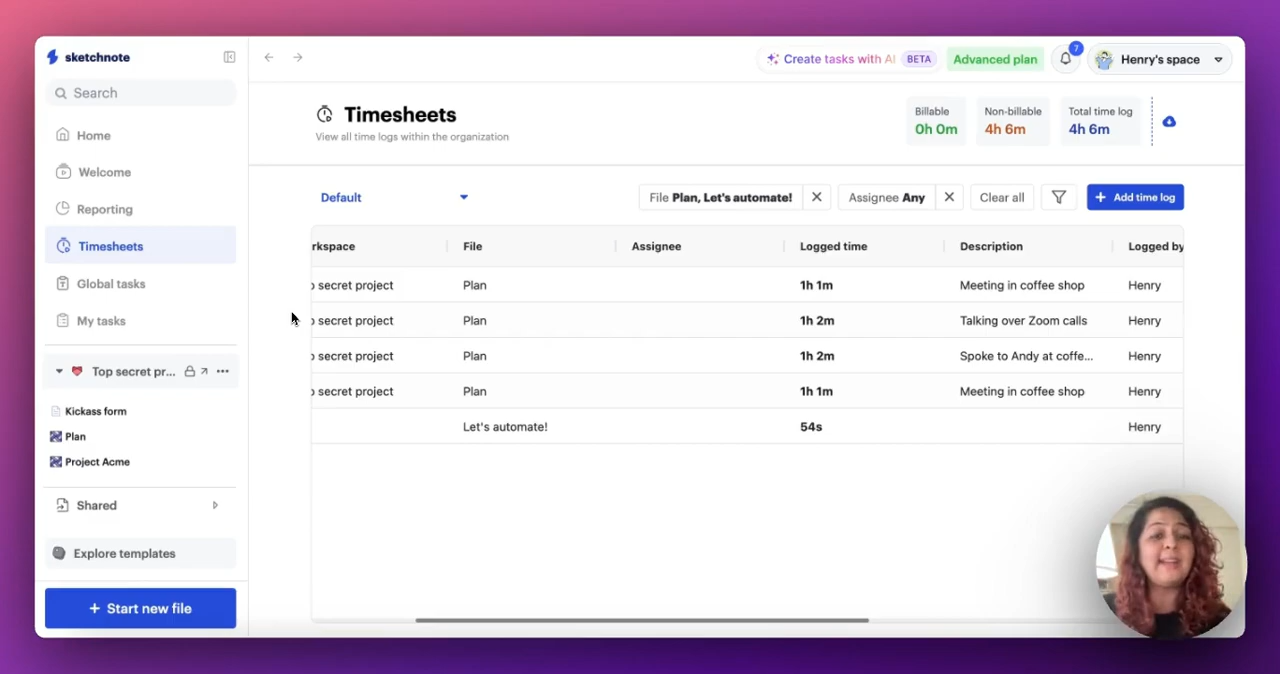 sketchnote
Search
Home
Welcome
Reporting
Timesheets
Global tasks
My tasks
Top secret pr...
Kickass form
Plan
Project Acme
Shared
Explore templates
+ Start new file
Create tasks with AI BETA
Advanced plan
7
Henry's space
Timesheets
View all time logs within the organization
Billable
0h 0m
Non-billable
4h 6m
Total time log
4h 6m
Default
File Plan, Let's automate!
Assignee Any
Clear all
+ Add time log
rkspace File Assignee Logged time Description Logged by
o secret project Plan 1h 1m Meeting in coffee shop Henry
o secret project Plan 1h 2m Talking over Zoom calls Henry
o secret project Plan 1h 2m Spoke to Andy at coffe... Henry
o secret project Plan 1h 1m Meeting in coffee shop Henry
Let's automate! 54s Henry